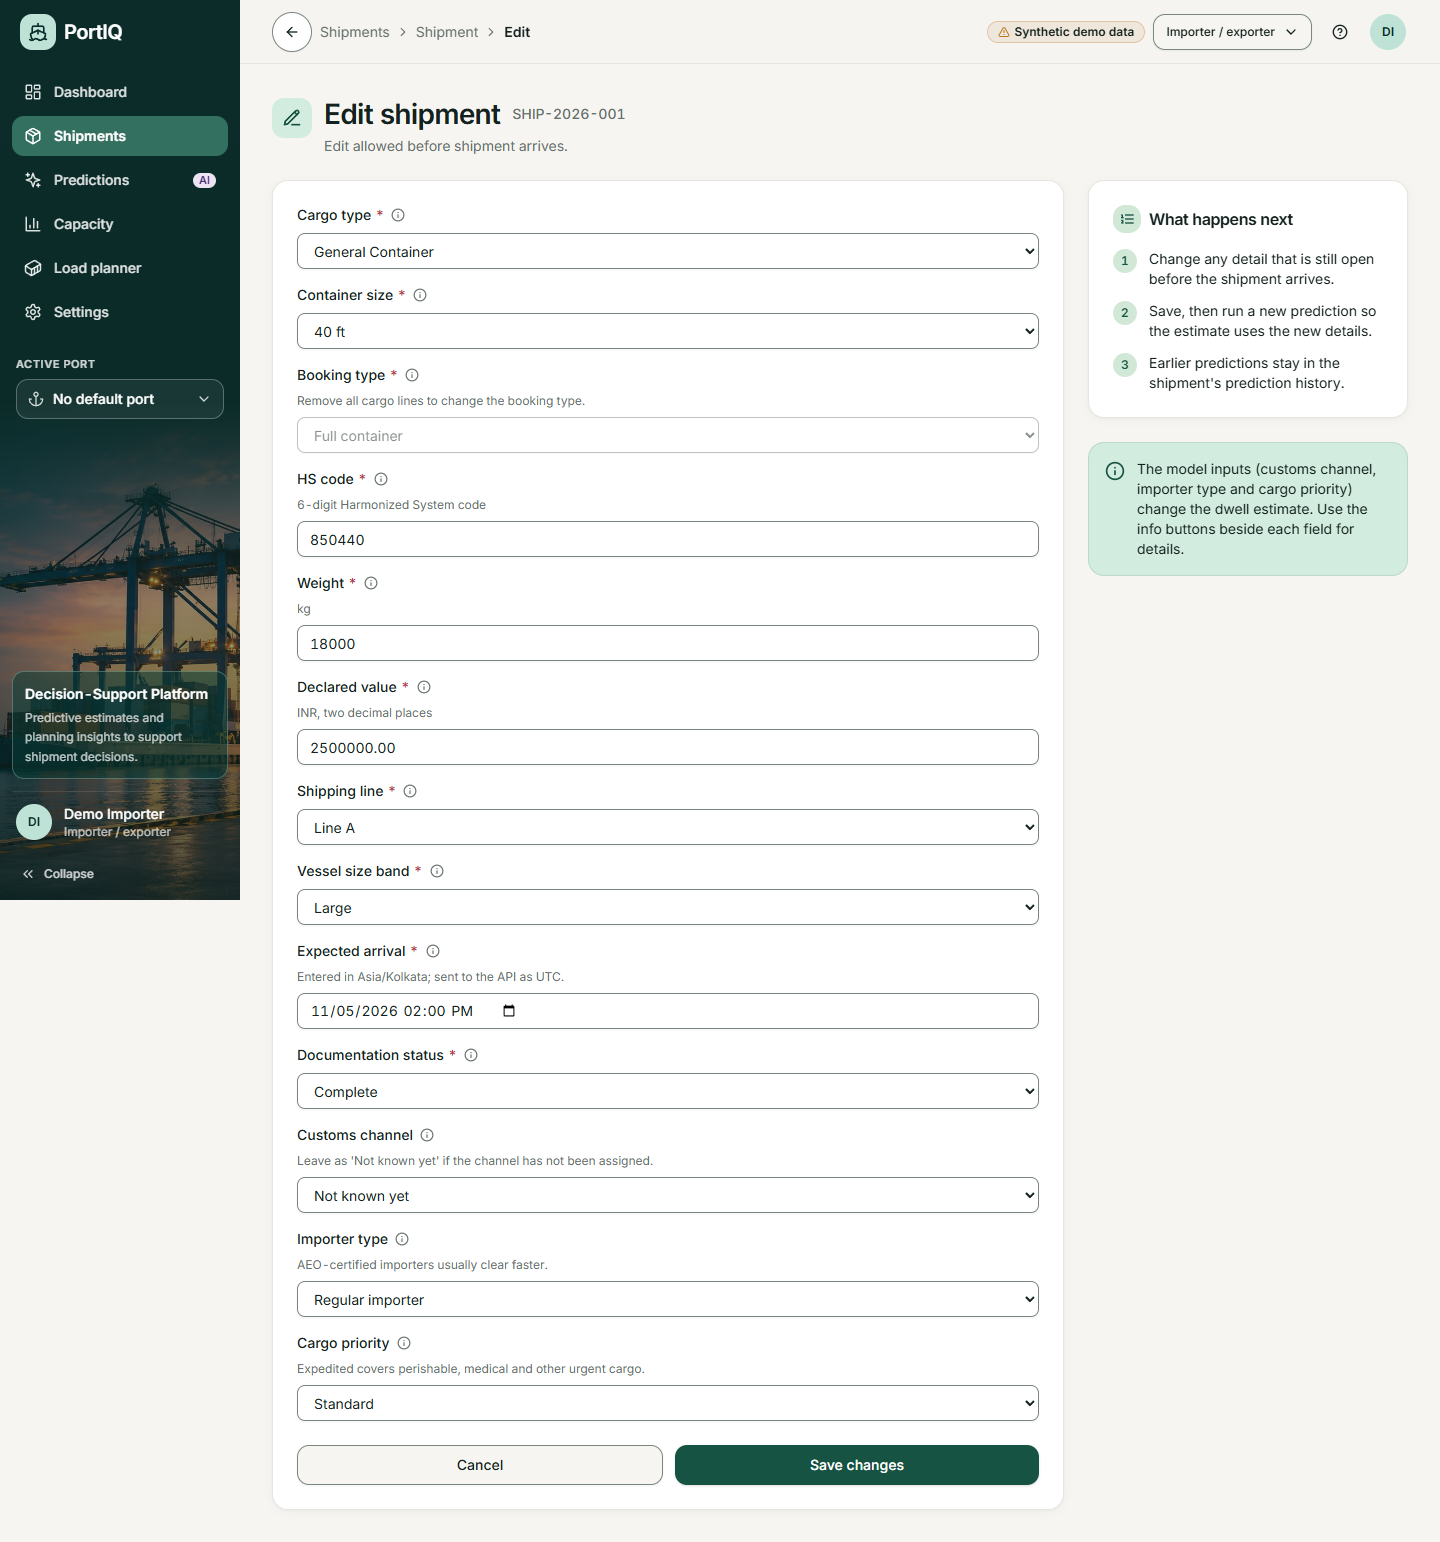 PortIQ
Dashboard
Shipments
Predictions AI
Capacity
Load planner
Settings
ACTIVE PORT
No default port
Decision-Support Platform
Predictive estimates and
planning insights to support
shipment decisions.
DI
Demo Importer
Importer / exporter
Collapse
Shipments > Shipment > Edit
Synthetic demo data
Importer / exporter
DI
Edit shipment SHIP-2026-001
Edit allowed before shipment arrives.
Cargo type *
General Container
Container size *
40 ft
Booking type *
Remove all cargo lines to change the booking type.
Full container
HS code *
6-digit Harmonized System code
850440
Weight *
kg
18000
Declared value *
INR, two decimal places
2500000.00
Shipping line *
Line A
Vessel size band *
Large
Expected arrival *
Entered in Asia/Kolkata; sent to the API as UTC.
11/05/2026 02:00 PM
Documentation status *
Complete
Customs channel
Leave as 'Not known yet' if the channel has not been assigned.
Not known yet
Importer type
AEO-certified importers usually clear faster.
Regular importer
Cargo priority
Expedited covers perishable, medical and other urgent cargo.
Standard
Cancel
Save changes
What happens next
1 Change any detail that is still open
before the shipment arrives.
2 Save, then run a new prediction so
the estimate uses the new details.
3 Earlier predictions stay in the
shipment's prediction history.
The model inputs (customs channel,
importer type and cargo priority)
change the dwell estimate. Use the
info buttons beside each field for
details.